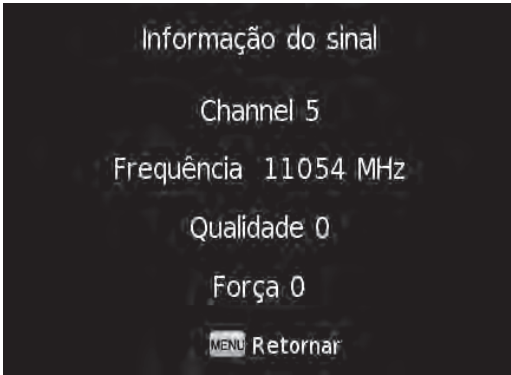 Informação do sinal
Channel 5
Frequência 11054 MHz
Qualidade 0
Força 0
MENU Retornar